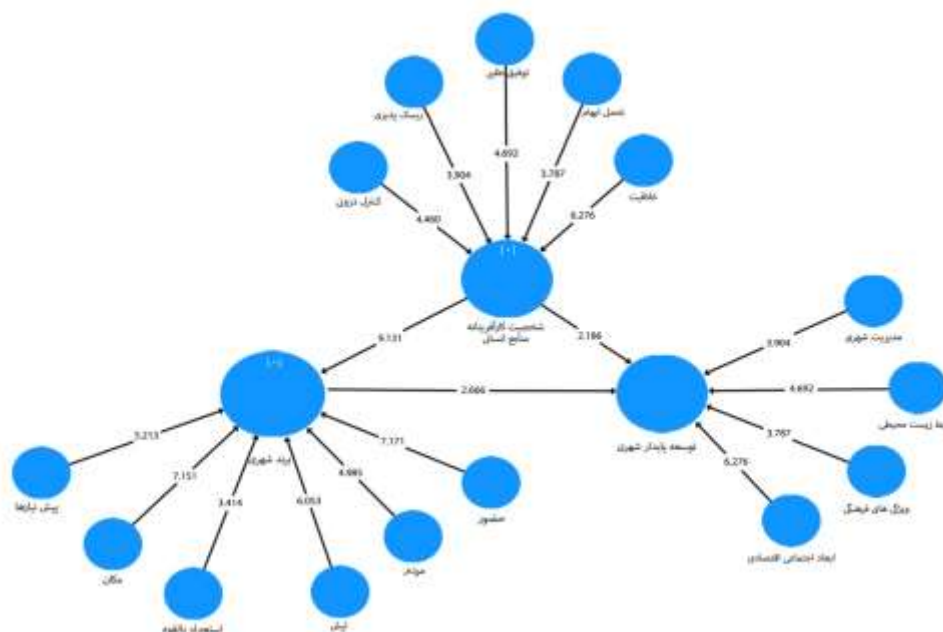 توفیق طلبی
تحمل ابهام
ریسک پذیری
خلاقیت
کنترل درونی
4.692
3.904
3.787
6.276
4.460
[+]
شخصیت کارآفرینانه
منابع انسانی
مدیریت شهری
9.131
2.186
3.904
[+]
2.666
4.692
محیطی
زیست
توسعه پایدار شهری
3.787
برند شهری
7.171
5.213
4.985
6.276
7.151
3.414
6.053
پیش نیازها
حضور
ویژگی های فرهنگی
ابعاد اجتماعی اقتصادی
مکان
مردم
استعداد بالقوه